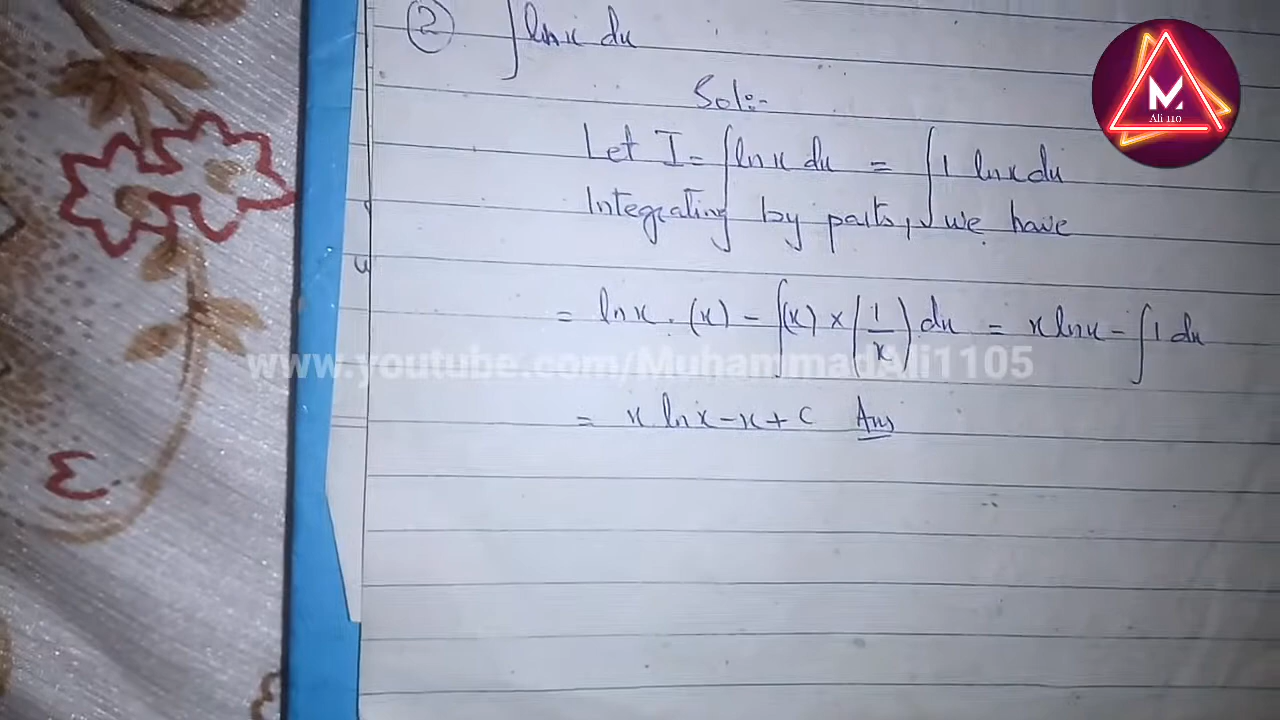 ② ∫ ln x dx
Sol:-
Let I = ∫ ln x dx = ∫ 1 ln x dx
Integrating by parts, we have
= ln x . (x) - ∫ (x) × (1/x) dx = x ln x - ∫ 1 dx
= x ln x - x + c Ans
www.youtube.com/MuhammadAli1105
M
Ali 110